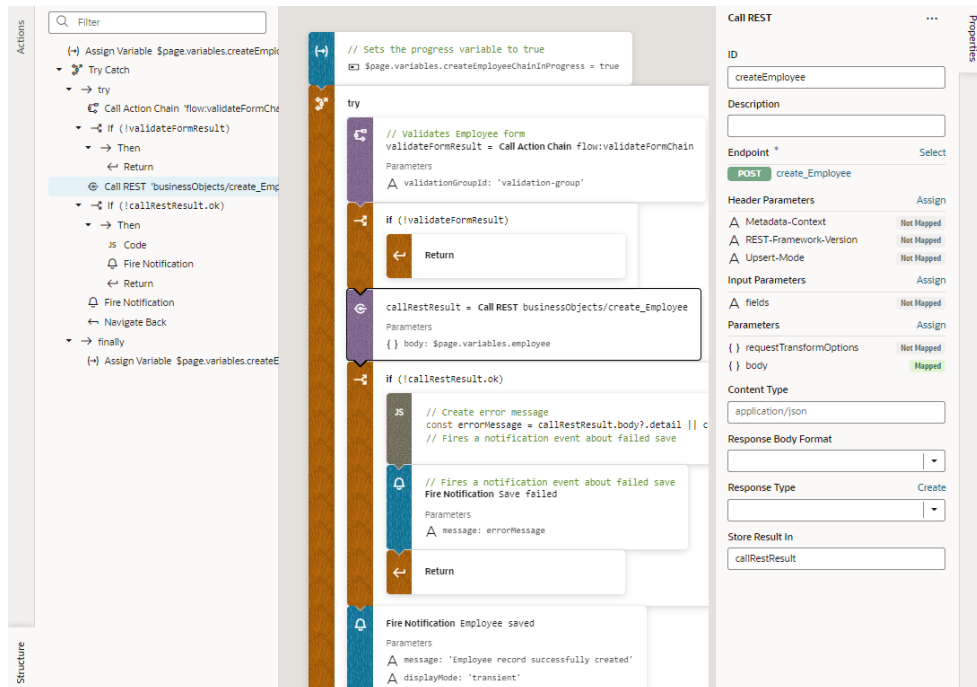 Actions
Structure
Filter
Assign Variable $page.variables.createEmplo
Try Catch
try
Call Action Chain 'flow:validateFormCha
If (!validateFormResult)
Then
Return
Call REST 'businessObjects/create_Emp
If (!callRestResult.ok)
Then
JS Code
Fire Notification
Return
Fire Notification
Navigate Back
finally
Assign Variable $page.variables.createE
// Sets the progress variable to true
$page.variables.createEmployeeChainInProgress = true
try
// Validates Employee form
validateFormResult = Call Action Chain flow:validateFormChain
Parameters
A validationGroupId: 'validation-group'
if (!validateFormResult)
Return
callRestResult = Call REST businessObjects/create_Employee
Parameters
{ } body: $page.variables.employee
if (!callRestResult.ok)
JS
// Create error message
const errorMessage = callRestResult.body?.detail || c
// Fires a notification event about failed save
// Fires a notification event about failed save
Fire Notification Save failed
Parameters
A message: errorMessage
Return
Fire Notification Employee saved
Parameters
A message: 'Employee record successfully created'
A displayMode: 'transient'
Call REST ...
Properties
ID
createEmployee
Description
Endpoint * Select
POST create_Employee
Header Parameters Assign
A Metadata-Context Not Mapped
A REST-Framework-Version Not Mapped
A Upsert-Mode Not Mapped
Input Parameters Assign
A fields Not Mapped
Parameters Assign
{ } requestTransformOptions Not Mapped
{ } body Mapped
Content Type
application/json
Response Body Format
Response Type Create
Store Result In
callRestResult